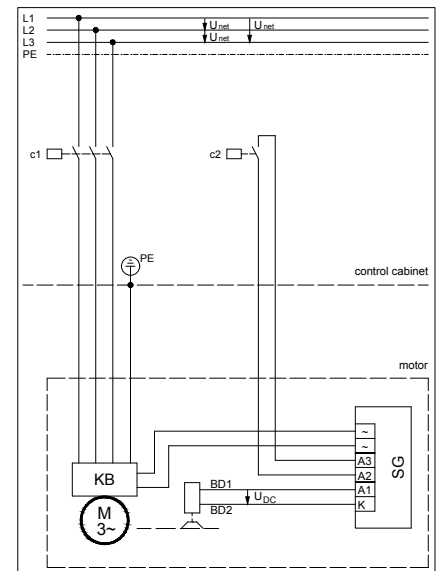 L1
L2
L3
PE
Unet Unet
Unet
c1
c2
PE
control cabinet
motor
KB
M
3~
BD1
UDC
BD2
~
~
A3
A2
A1
K
SG